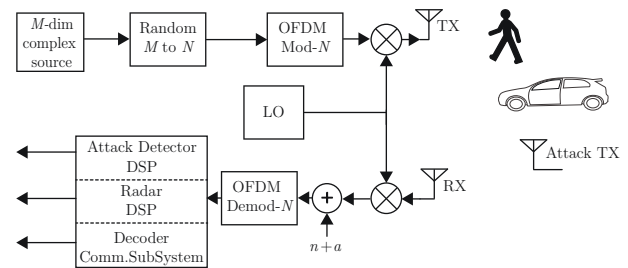 M-dim
complex
source
Random
M to N
OFDM
Mod-N
TX
LO
Attack TX
Attack Detector
DSP
Radar
DSP
Decoder
Comm.SubSystem
OFDM
Demod-N
+
n+a
RX